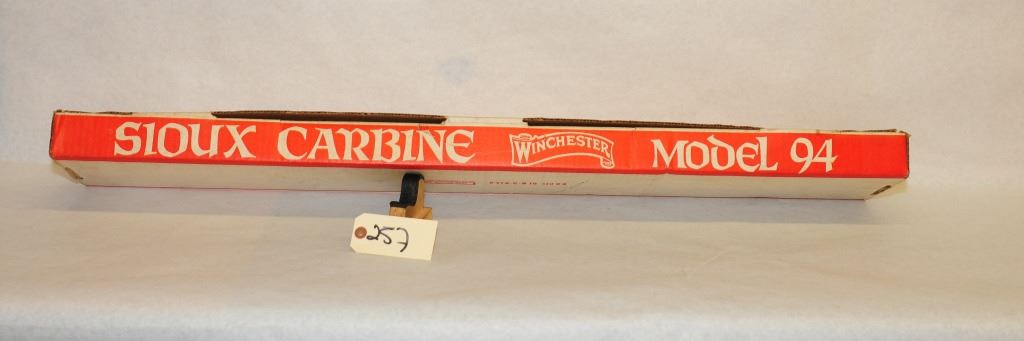 SIOUX CARBINE WINCHESTER MODEL 94
257